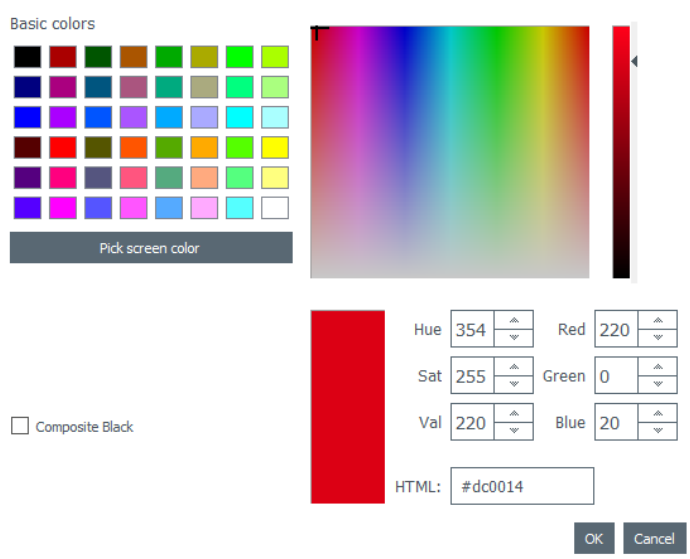 Basic colors
Pick screen color
Hue 354 Red 220
Sat 255 Green 0
Val 220 Blue 20
Composite Black
HTML: #dc0014
OK Cancel